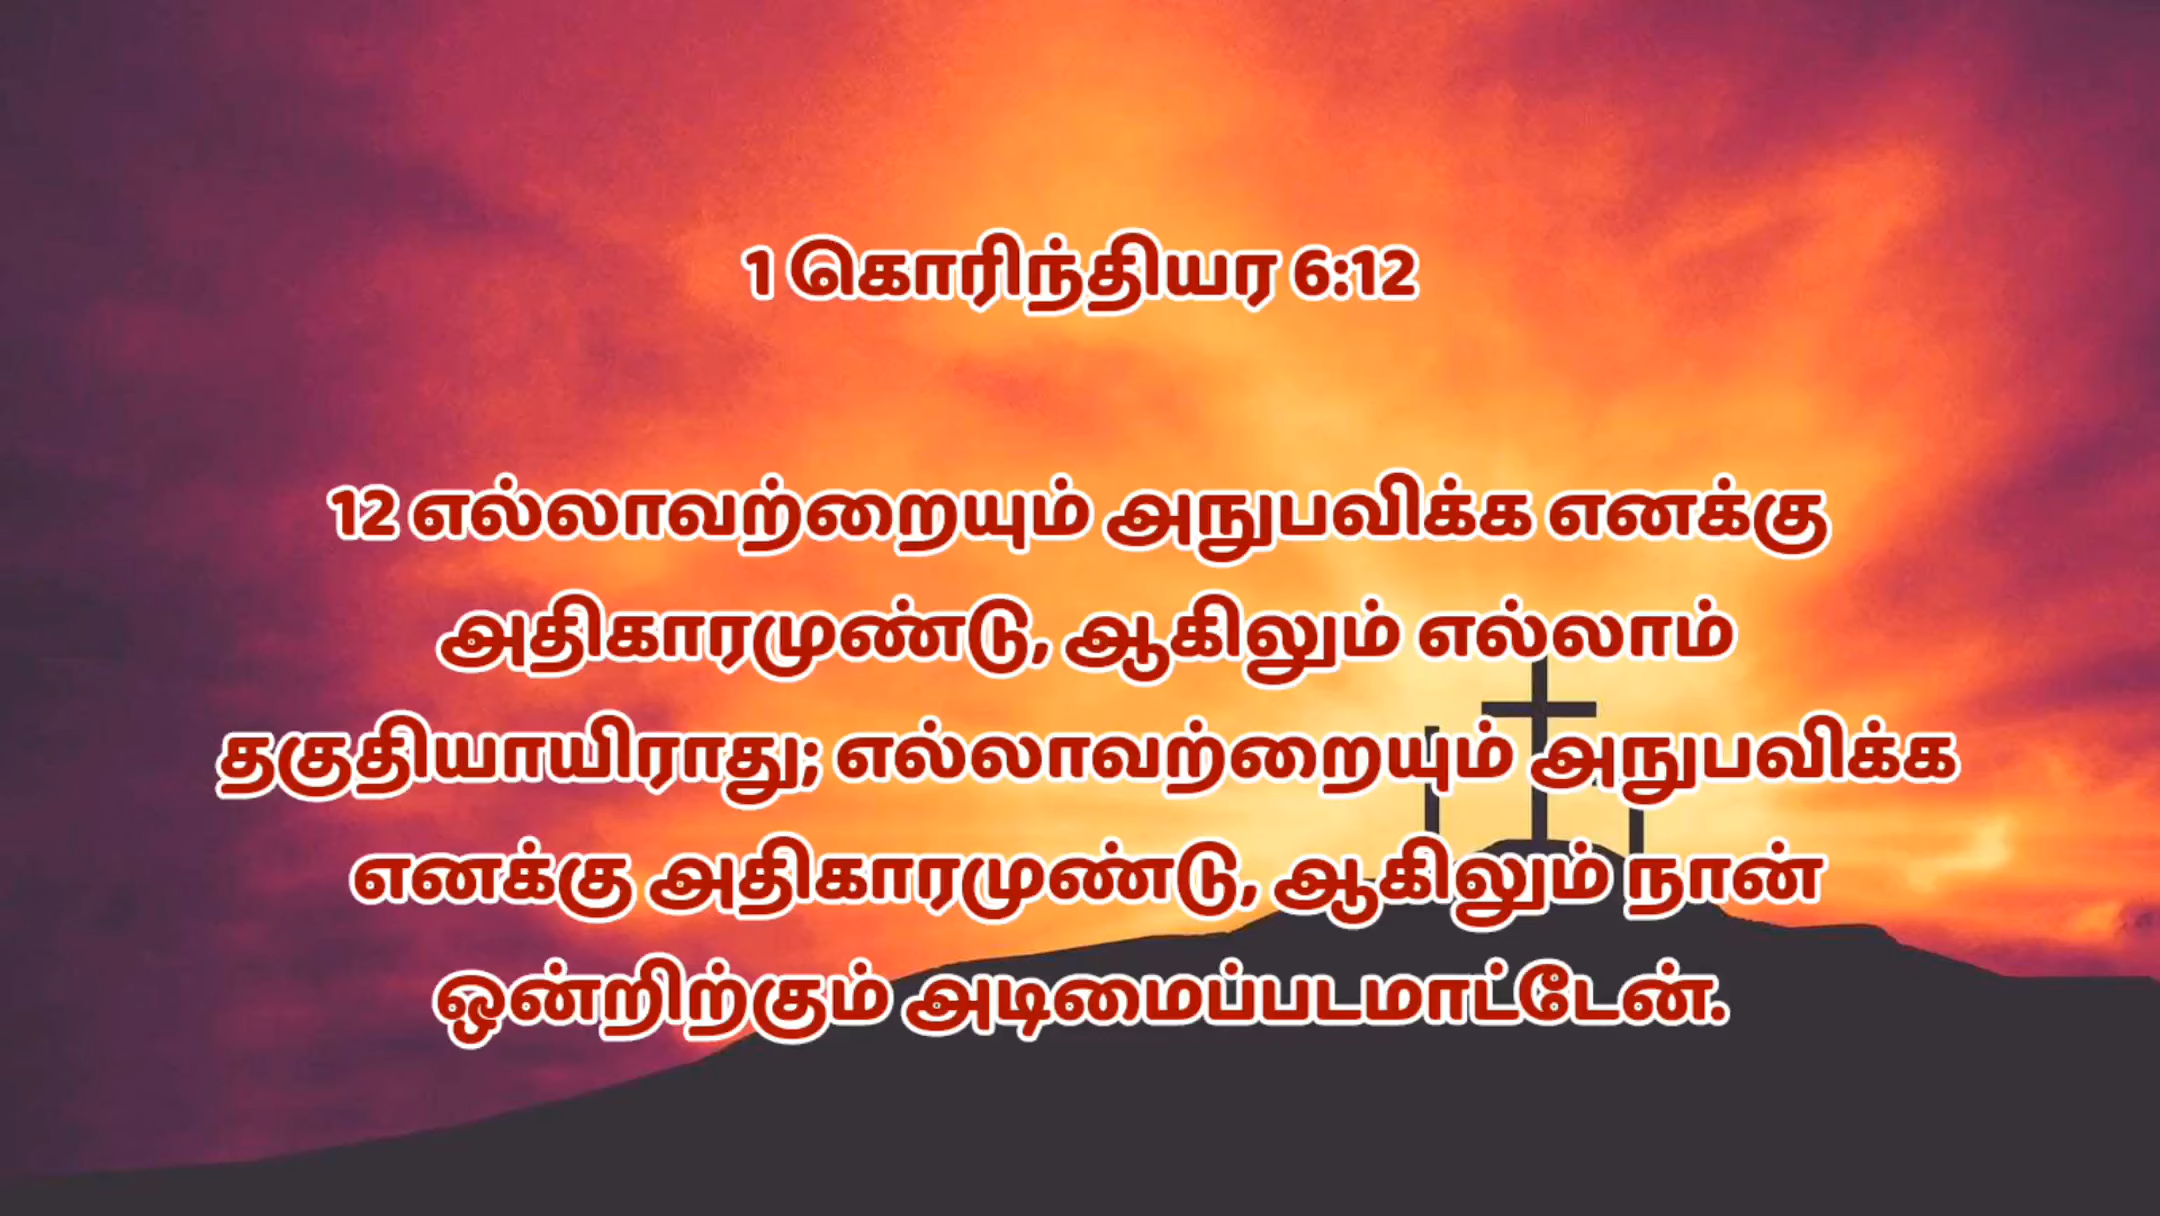 1 கொரிந்தியர 6:12
12 எல்லாவற்றையும் அநுபவிக்க எனக்கு
அதிகாரமுண்டு, ஆகிலும் எல்லாம்
தகுதியாயிராது; எல்லாவற்றையும் அநுபவிக்க
எனக்கு அதிகாரமுண்டு, ஆகிலும் நான்
ஒன்றிற்கும் அடிமைப்படமாட்டேன்.